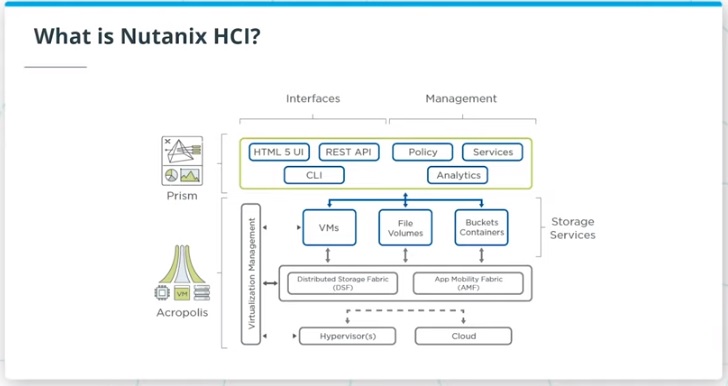 What is Nutanix HCI?
Interfaces
Management
HTML 5 UI
REST API
Policy
Services
CLI
Analytics
Prism
VMs
File
Volumes
Buckets
Containers
Storage
Services
Virtualization Management
Distributed Storage Fabric
(DSF)
App Mobility Fabric
(AMF)
VM
Acropolis
Hypervisor(s)
Cloud